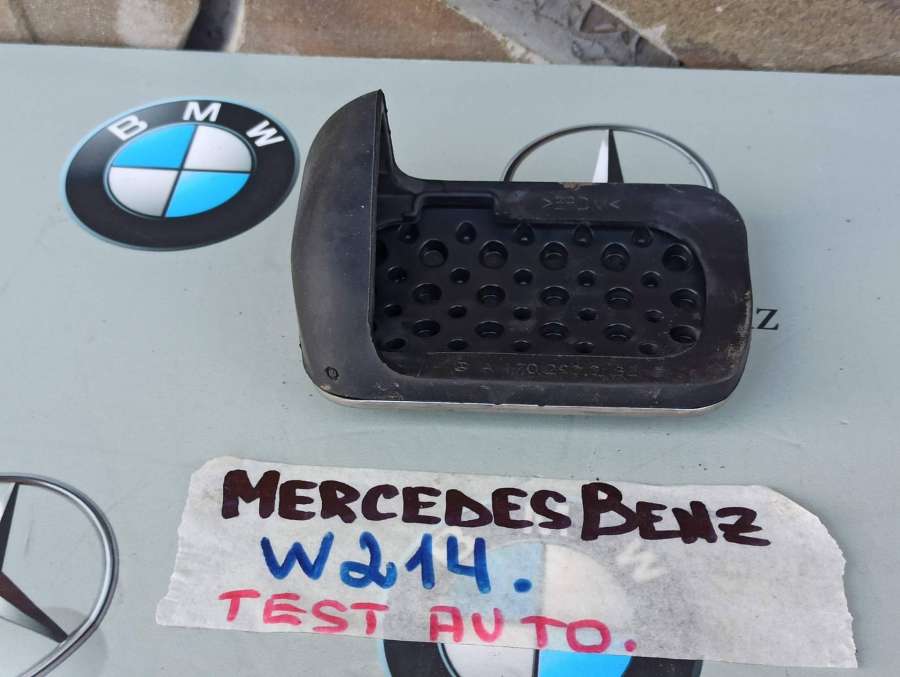 BMW
MERCEDES BENZ
W214.
TEST AUTO.
W